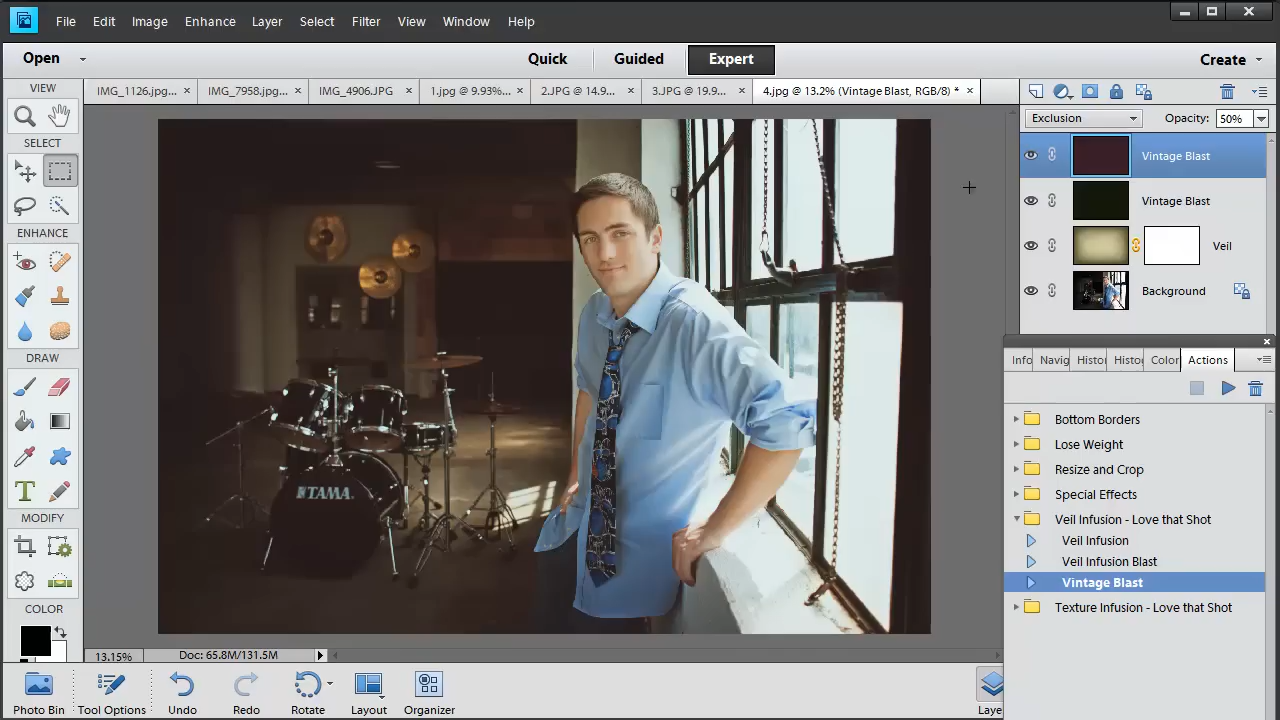 File Edit Image Enhance Layer Select Filter View Window Help
Open Quick Guided Expert Create
VIEW
SELECT
ENHANCE
DRAW
MODIFY
COLOR
IMG_1126.jpg... × IMG_7958.jpg... × IMG_4906.JPG × 1.jpg @ 9.93%... × 2.JPG @ 14.9... × 3.JPG @ 19.9... × 4.jpg @ 13.2% (Vintage Blast, RGB/8) * ×
TAMA
Exclusion Opacity: 50%
Vintage Blast
Vintage Blast
Veil
Background
Info Navig Histo Histo Color Actions
Bottom Borders
Lose Weight
Resize and Crop
Special Effects
Veil Infusion - Love that Shot
Veil Infusion
Veil Infusion Blast
Vintage Blast
Texture Infusion - Love that Shot
13.15% Doc: 65.8M/131.5M
Photo Bin Tool Options Undo Redo Rotate Layout Organizer Laye